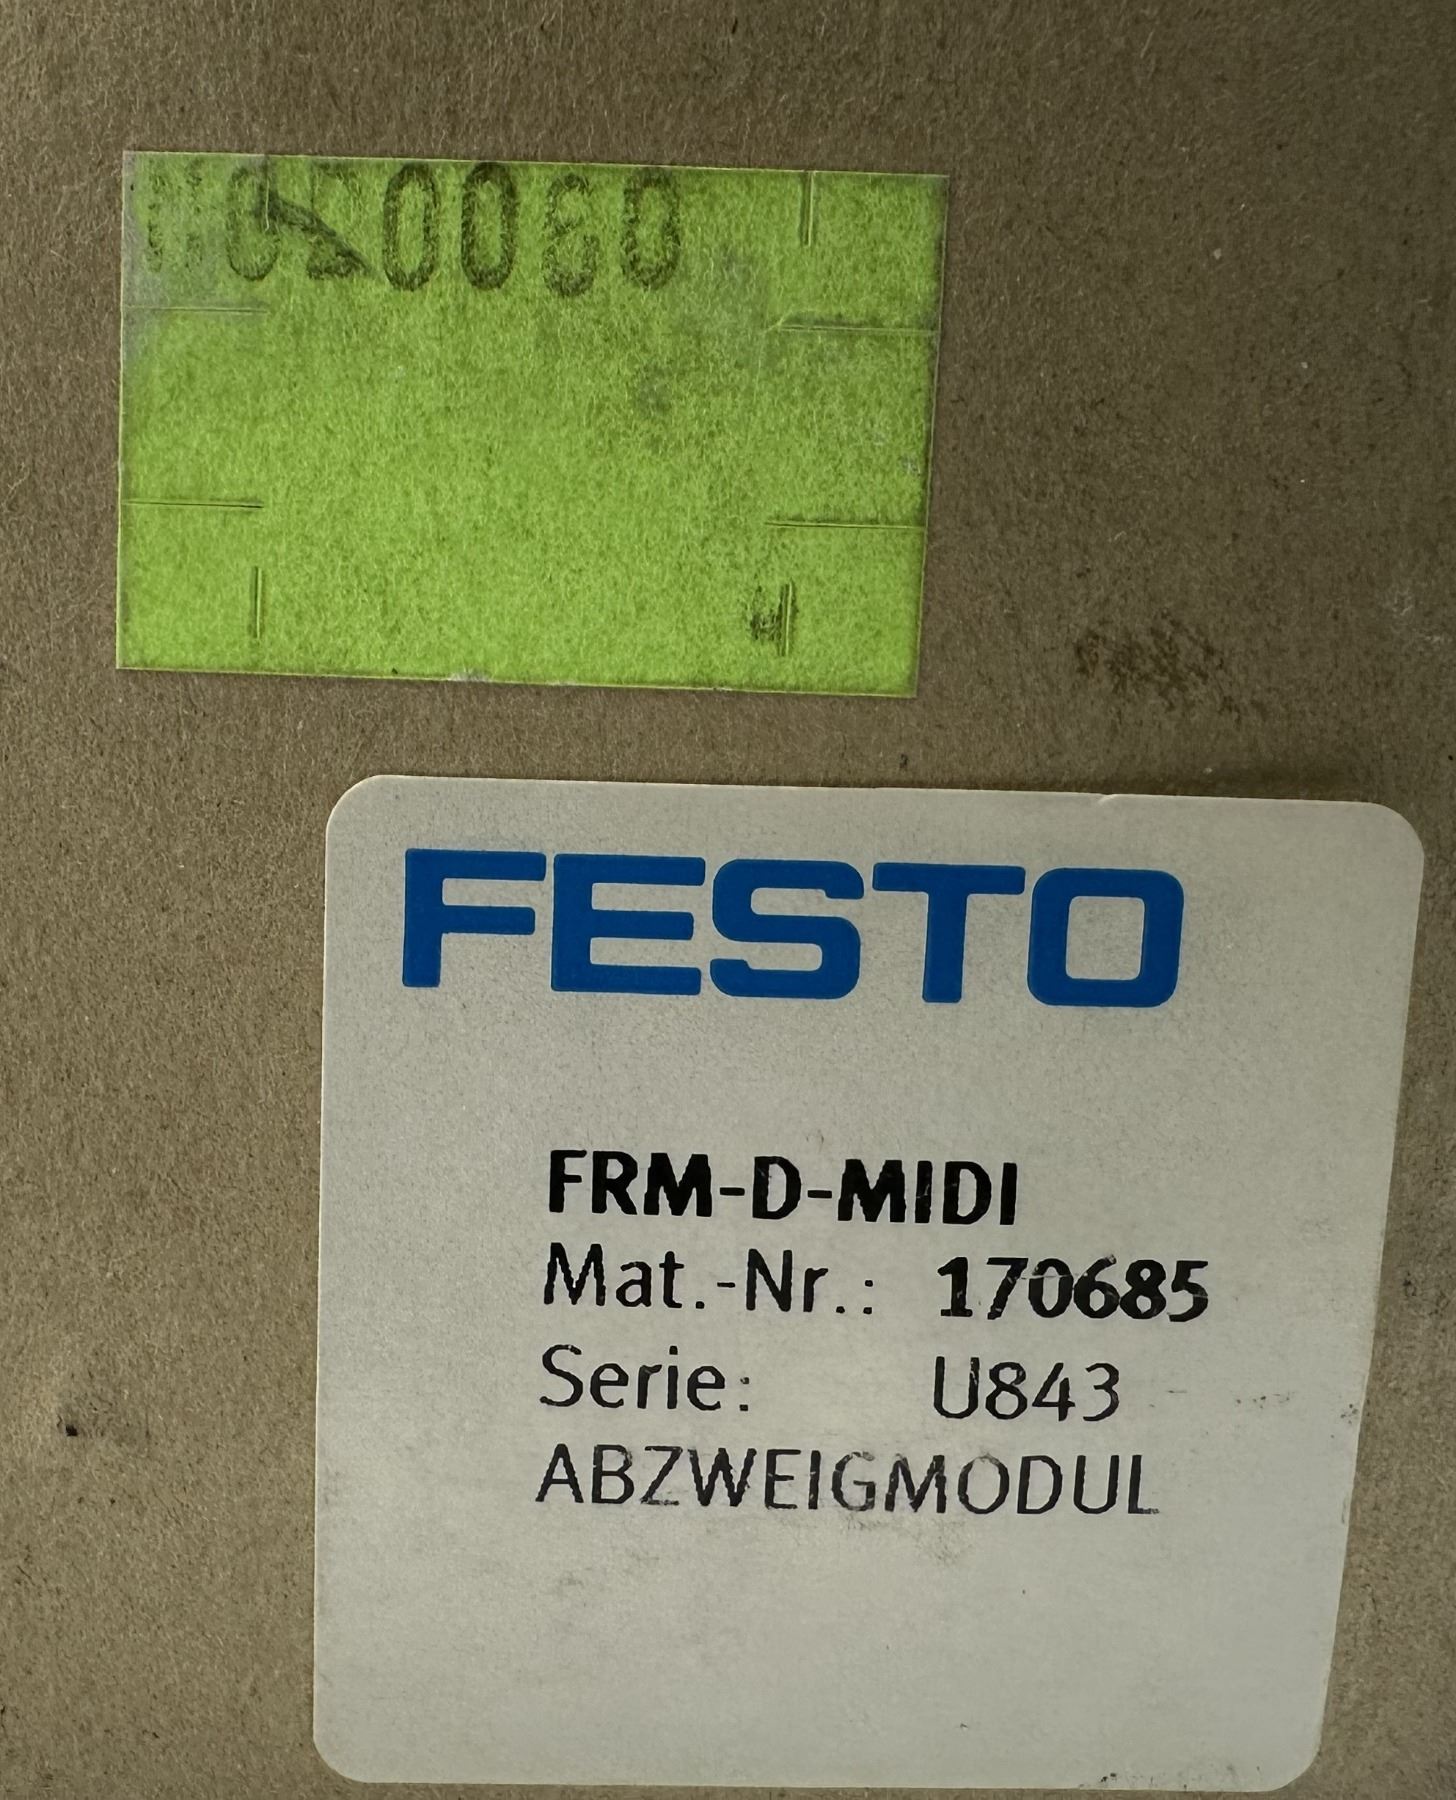 FESTO
FRM-D-MIDI
Mat.-Nr.: 170685
Serie: U843
ABZWEIGMODUL